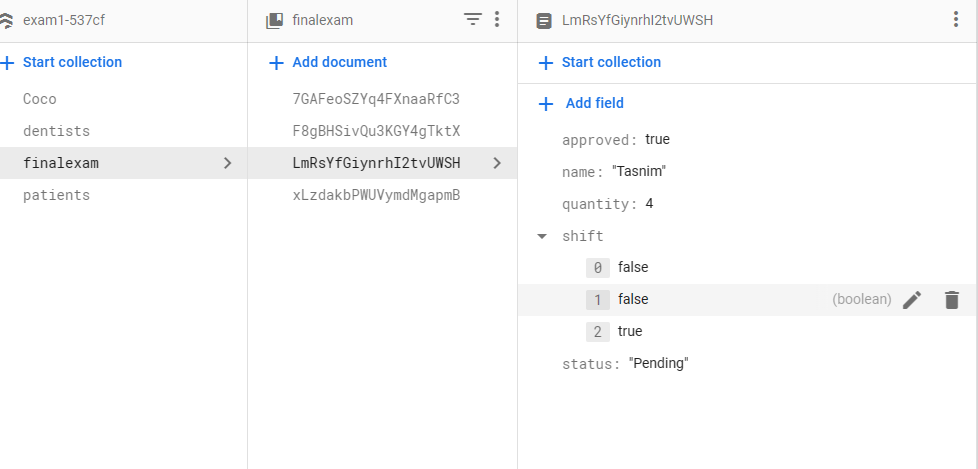 exam1-537cf
finalexam
LmRsYfGiynrhI2tvUWSH
Start collection
Add document
Start collection
Coco
dentists
finalexam
patients
7GAFeoSZYq4FXnaaRfC3
F8gBHSivQu3KGY4gTktX
LmRsYfGiynrhI2tvUWSH
xLzdakbPWUVymdMgapmB
Add field
approved: true
name: "Tasnim"
quantity: 4
shift
0 false
1 false (boolean)
2 true
status: "Pending"